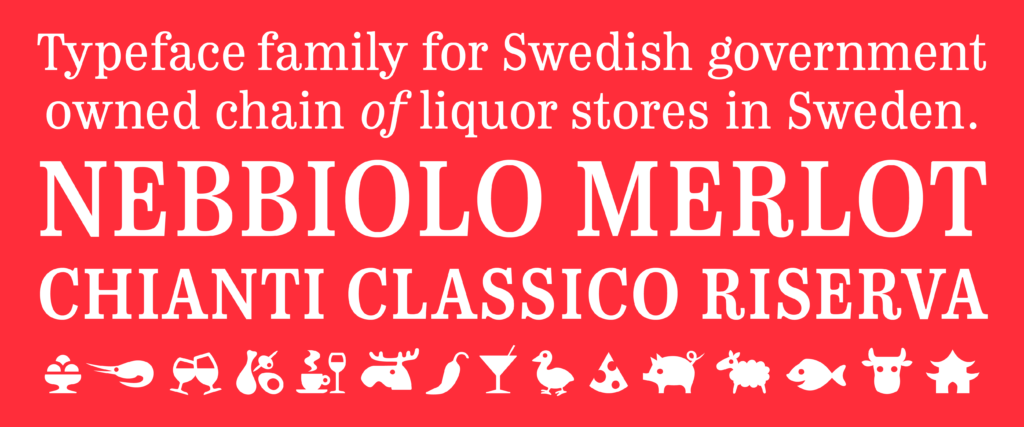 Typeface family for Swedish government
owned chain of liquor stores in Sweden.
NEBBIOLO MERLOT
CHIANTI CLASSICO RISERVA